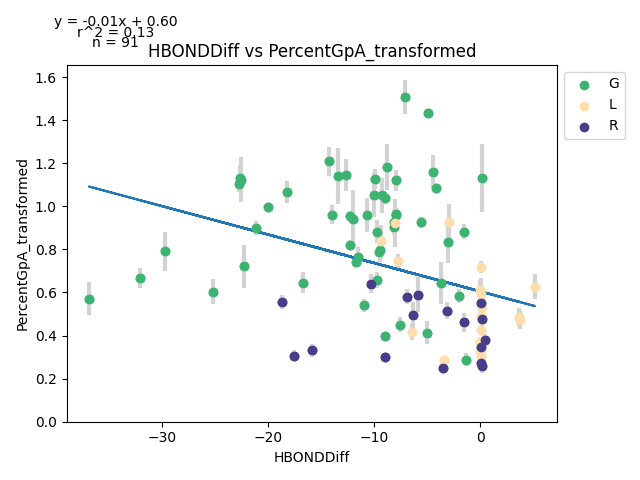 y = -0.01x + 0.60
r^2 = 0.13
n = 91
HBONDDiff vs PercentGpA_transformed
1.6
1.4
1.2
1.0
0.8
0.6
0.4
0.2
0.0
PercentGpA_transformed
−30
−20
−10
0
HBONDDiff
G
L
R